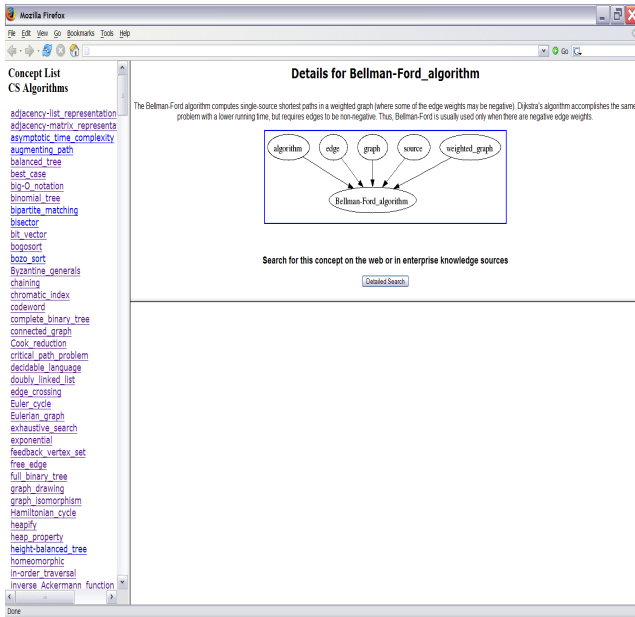 Mozilla Firefox
File Edit View Go Bookmarks Tools Help
Go
Concept List
CS Algorithms
adjacency-list_representation
adjacency-matrix_representa
asymptotic_time_complexity
augmenting_path
balanced_tree
best_case
big-O_notation
binomial_tree
bipartite_matching
bisector
bit_vector
bogosort
bozo_sort
Byzantine_generals
chaining
chromatic_index
codeword
complete_binary_tree
connected_graph
Cook_reduction
critical_path_problem
decidable_language
doubly_linked_list
edge_crossing
Euler_cycle
Eulerian_graph
exhaustive_search
exponential
feedback_vertex_set
free_edge
full_binary_tree
graph_drawing
graph_isomorphism
Hamiltonian_cycle
heapify
heap_property
height-balanced_tree
homeomorphic
in-order_traversal
inverse_Ackermann_function
Details for Bellman-Ford_algorithm
The Bellman-Ford algorithm computes single-source shortest paths in a weighted graph (where some of the edge weights may be negative). Dijkstra's algorithm accomplishes the same
problem with a lower running time, but requires edges to be non-negative. Thus, Bellman-Ford is usually used only when there are negative edge weights.
algorithm edge graph source weighted_graph
Bellman-Ford_algorithm
Search for this concept on the web or in enterprise knowledge sources
Detailed Search
Done